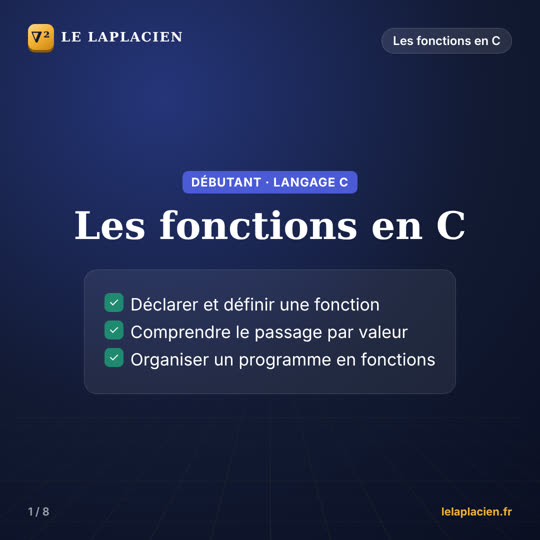 ∇² LE LAPLACIEN
Les fonctions en C
DÉBUTANT · LANGAGE C
Les fonctions en C
Déclarer et définir une fonction
Comprendre le passage par valeur
Organiser un programme en fonctions
1 / 8
lelaplacien.fr